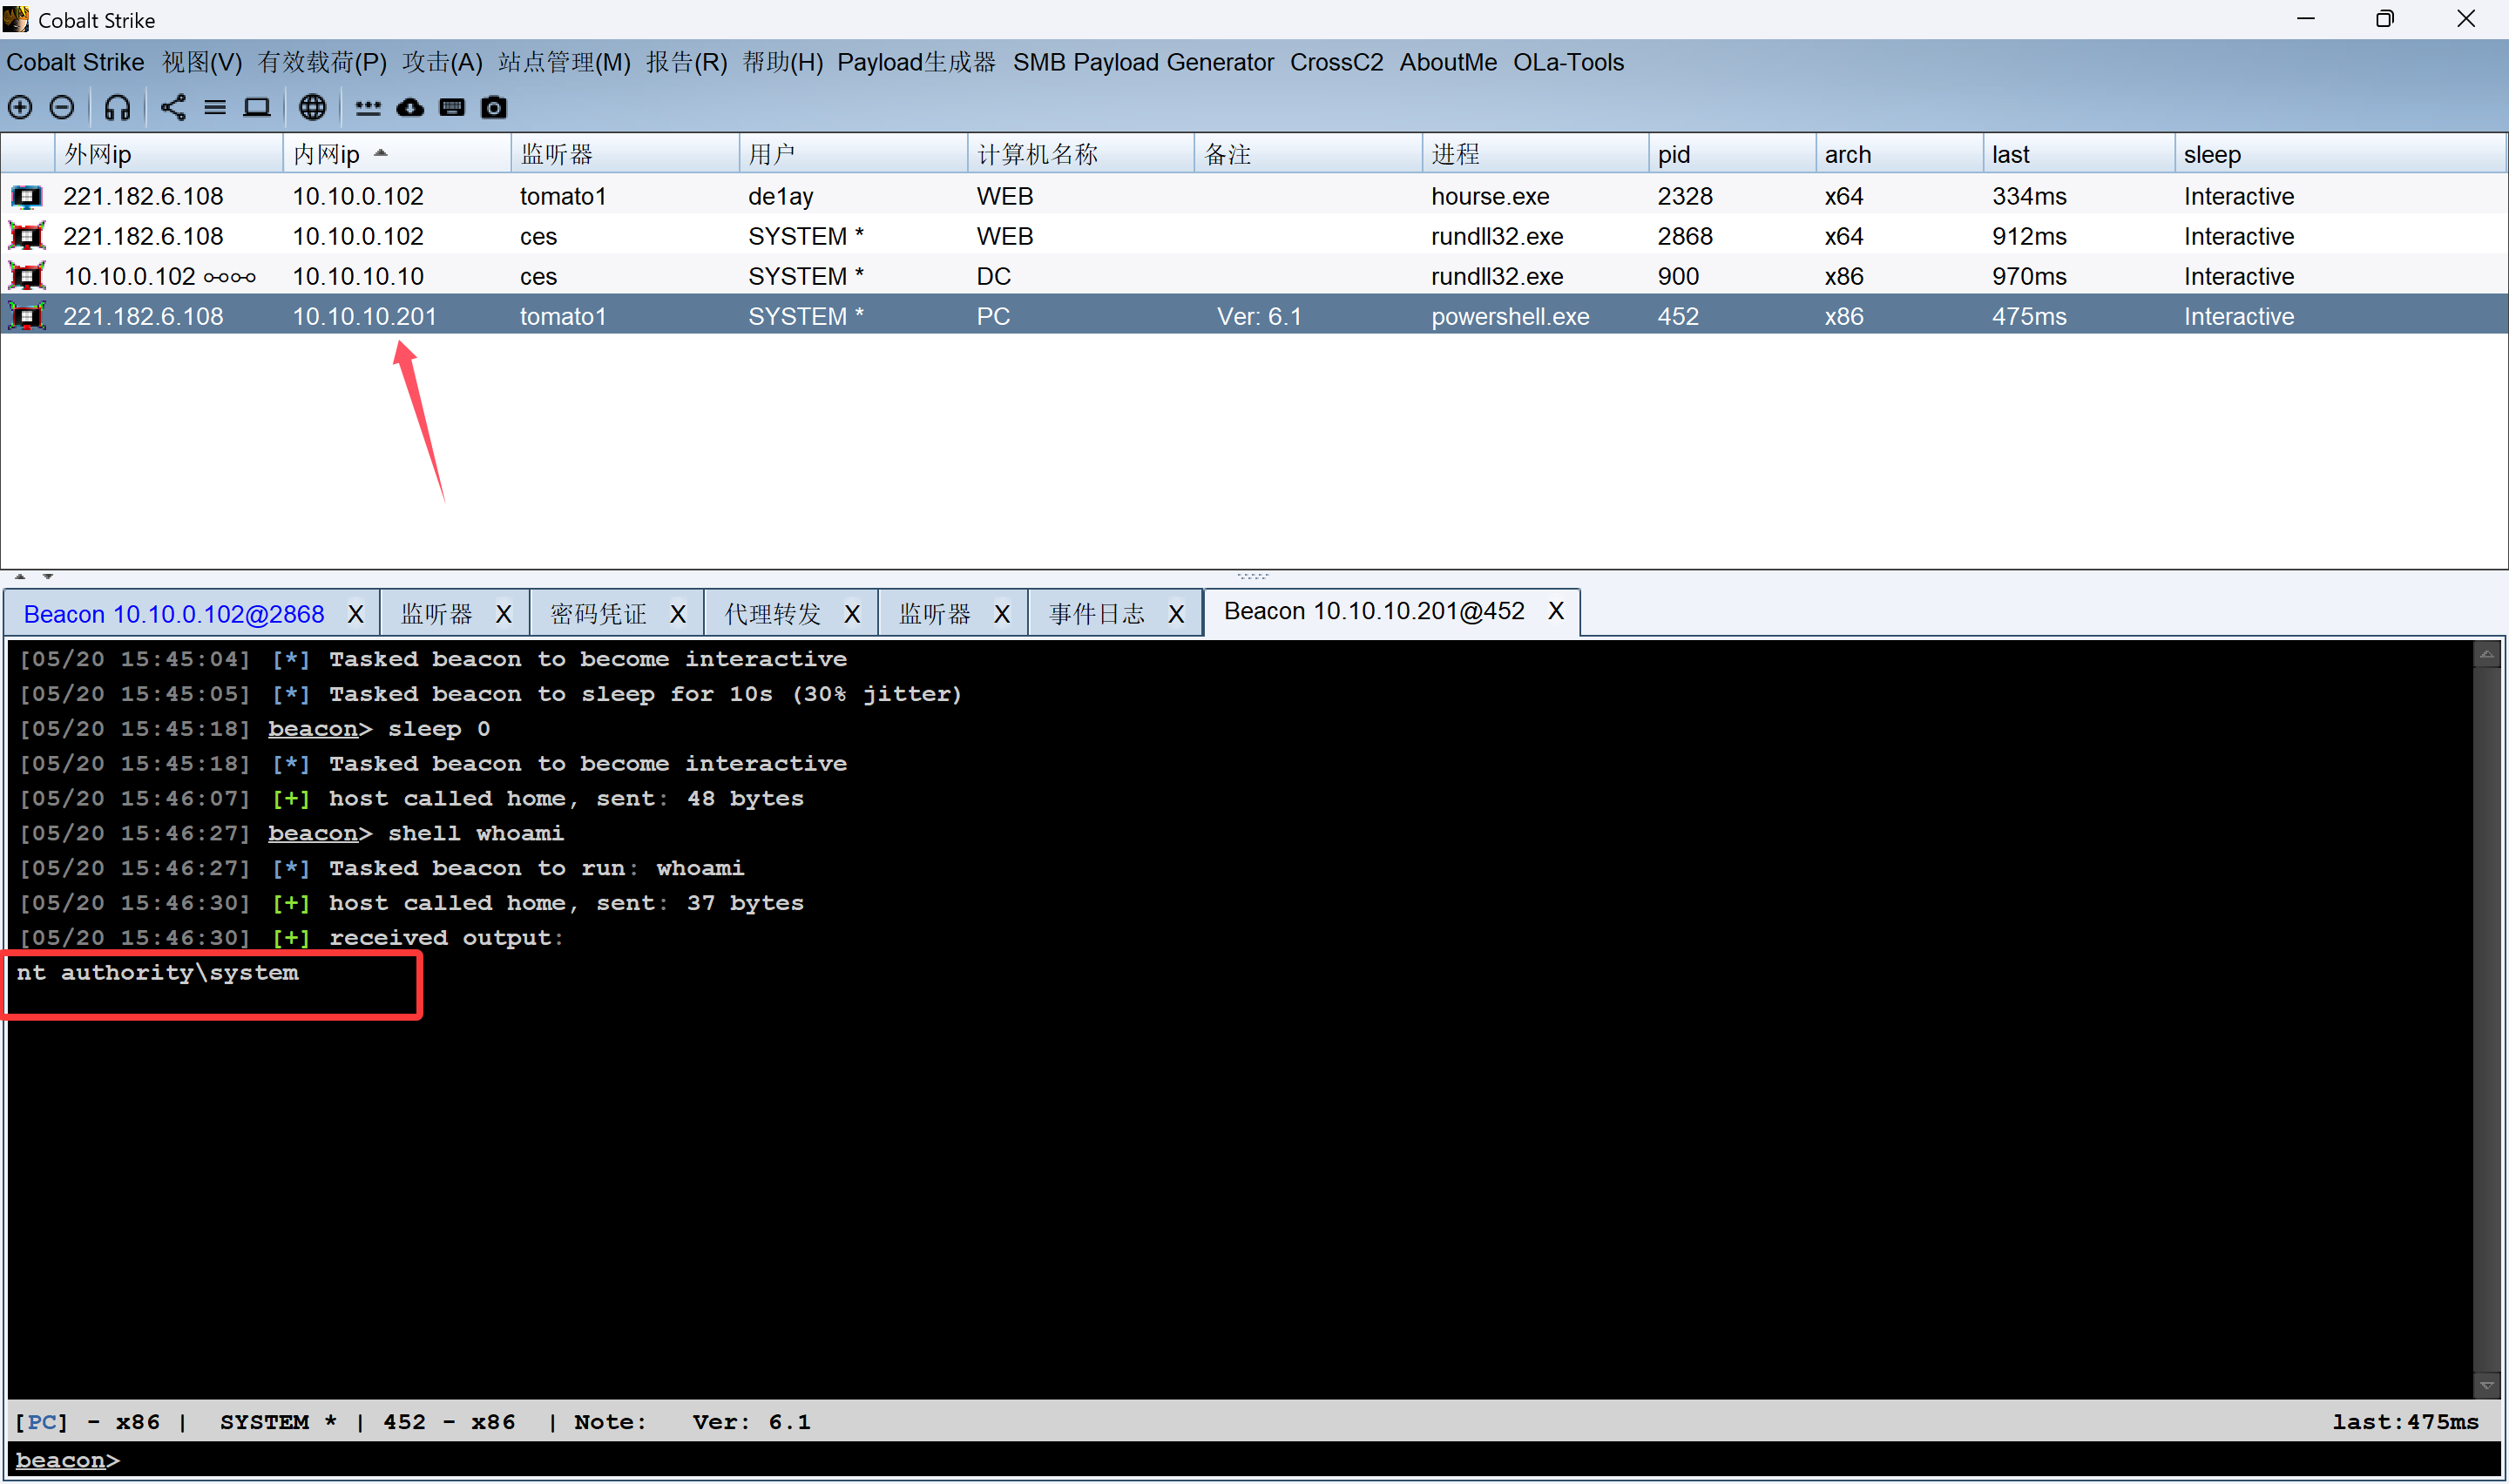 Cobalt Strike
Cobalt Strike 视图(V) 有效载荷(P) 攻击(A) 站点管理(M) 报告(R) 帮助(H) Payload生成器 SMB Payload Generator CrossC2 AboutMe OLa-Tools
外网ip 内网ip 监听器 用户 计算机名称 备注 进程 pid arch last sleep
221.182.6.108 10.10.0.102 tomato1 de1ay WEB hourse.exe 2328 x64 334ms Interactive
221.182.6.108 10.10.0.102 ces SYSTEM * WEB rundll32.exe 2868 x64 912ms Interactive
10.10.0.102 10.10.10.10 ces SYSTEM * DC rundll32.exe 900 x86 970ms Interactive
221.182.6.108 10.10.10.201 tomato1 SYSTEM * PC Ver: 6.1 powershell.exe 452 x86 475ms Interactive
Beacon 10.10.0.102@2868 X 监听器 X 密码凭证 X 代理转发 X 监听器 X 事件日志 X Beacon 10.10.10.201@452 X
[05/20 15:45:04] [*] Tasked beacon to become interactive
[05/20 15:45:05] [*] Tasked beacon to sleep for 10s (30% jitter)
[05/20 15:45:18] beacon> sleep 0
[05/20 15:45:18] [*] Tasked beacon to become interactive
[05/20 15:46:07] [+] host called home, sent: 48 bytes
[05/20 15:46:27] beacon> shell whoami
[05/20 15:46:27] [*] Tasked beacon to run: whoami
[05/20 15:46:30] [+] host called home, sent: 37 bytes
[05/20 15:46:30] [+] received output:
nt authority\system
[PC] - x86 | SYSTEM * | 452 - x86 | Note: Ver: 6.1 last:475ms
beacon>